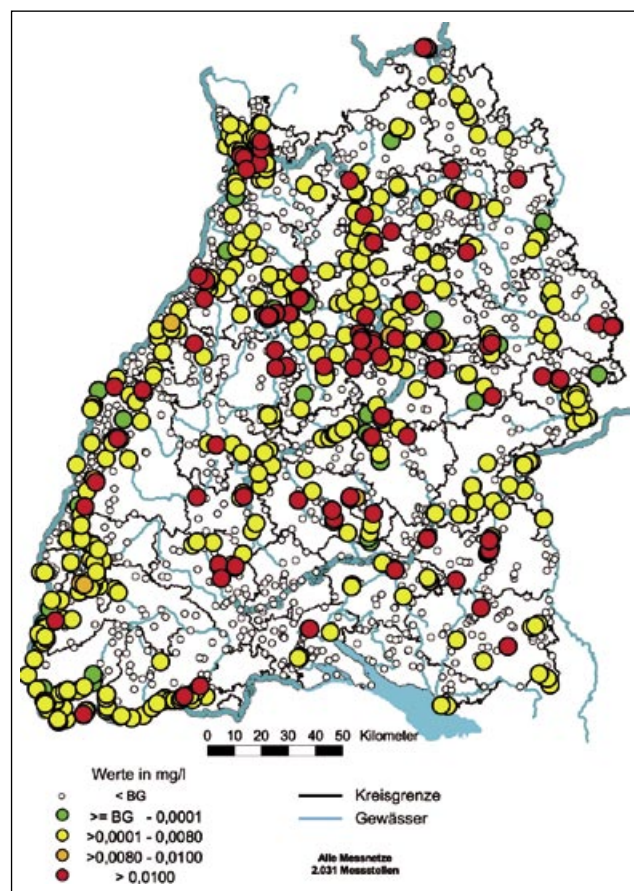 0 10 20 30 40 50 Kilometer
Werte in mg/l
< BG
>= BG - 0,0001
>0,0001 - 0,0080
>0,0080 - 0,0100
> 0,0100
Kreisgrenze
Gewässer
Alle Messnetze
2.031 Messstellen